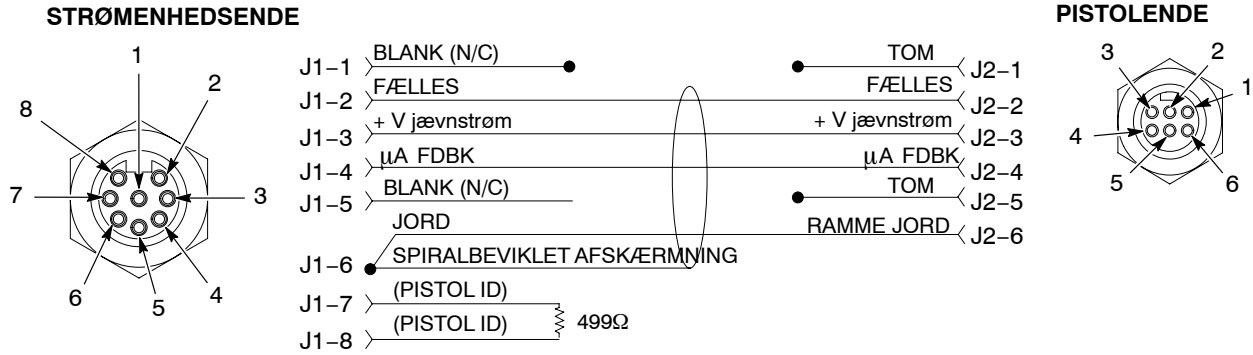 STRØMENHEDSENDE
1
2
8
7
3
6
5
4
J1−1
BLANK (N/C)
TOM
J2−1
J1−2
FÆLLES
FÆLLES
J2−2
J1−3
+ V jævnstrøm
+ V jævnstrøm
J2−3
J1−4
μA FDBK
μA FDBK
J2−4
J1−5
BLANK (N/C)
TOM
J2−5
JORD
RAMME JORD
J2−6
J1−6
SPIRALBEVIKLET AFSKÆRMNING
J1−7
(PISTOL ID)
499Ω
J1−8
(PISTOL ID)
PISTOLENDE
3
2
1
4
5
6